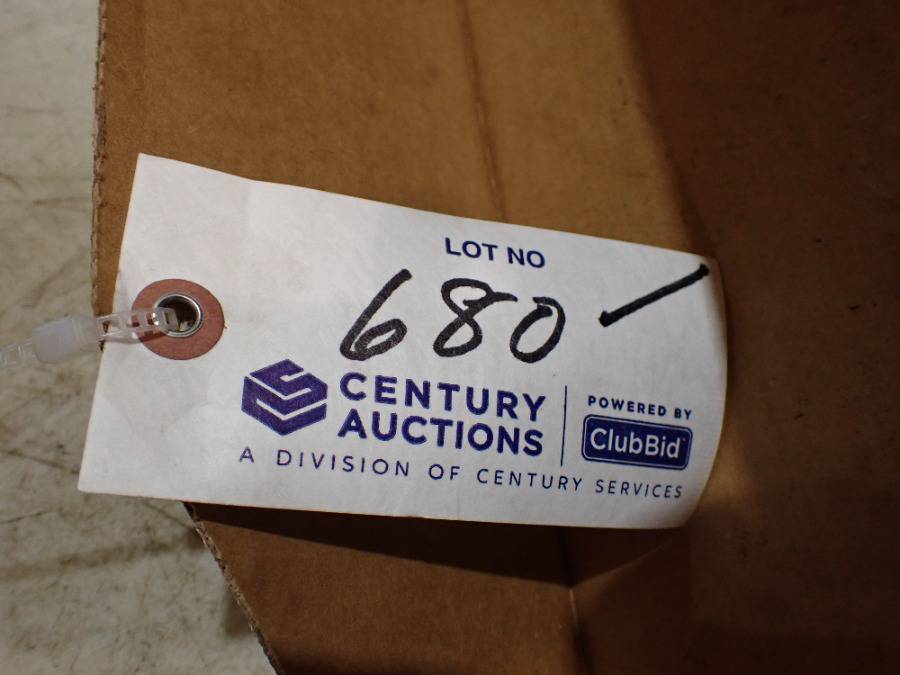 LOT NO
680 –
CENTURY
AUCTIONS
POWERED BY
ClubBid
A DIVISION OF CENTURY SERVICES